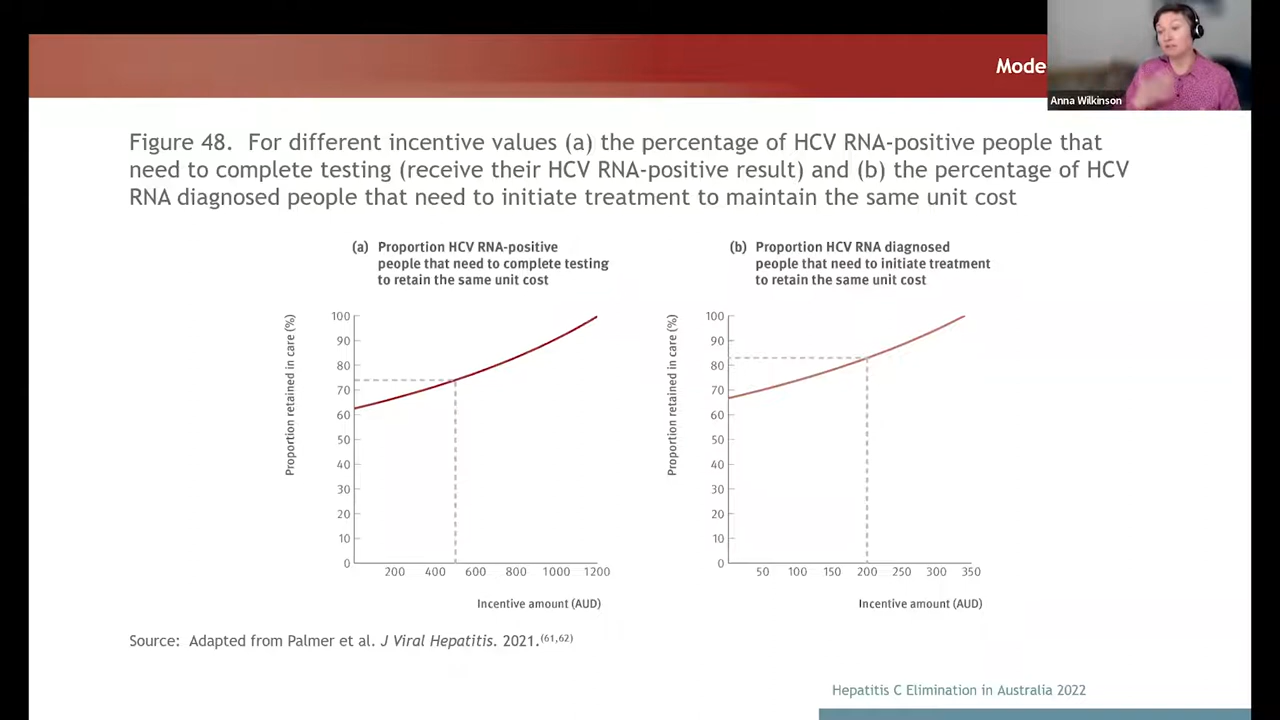 Mode
Anna Wilkinson
Figure 48. For different incentive values (a) the percentage of HCV RNA-positive people that
need to complete testing (receive their HCV RNA-positive result) and (b) the percentage of HCV
RNA diagnosed people that need to initiate treatment to maintain the same unit cost
(a) Proportion HCV RNA-positive
people that need to complete testing
to retain the same unit cost
Proportion retained in care (%)
100
90
80
70
60
50
40
30
20
10
0
200 400 600 800 1000 1200
Incentive amount (AUD)
(b) Proportion HCV RNA diagnosed
people that need to initiate treatment
to retain the same unit cost
Proportion retained in care (%)
100
90
80
70
60
50
40
30
20
10
0
50 100 150 200 250 300 350
Incentive amount (AUD)
Source: Adapted from Palmer et al. J Viral Hepatitis. 2021.(61,62)
Hepatitis C Elimination in Australia 2022